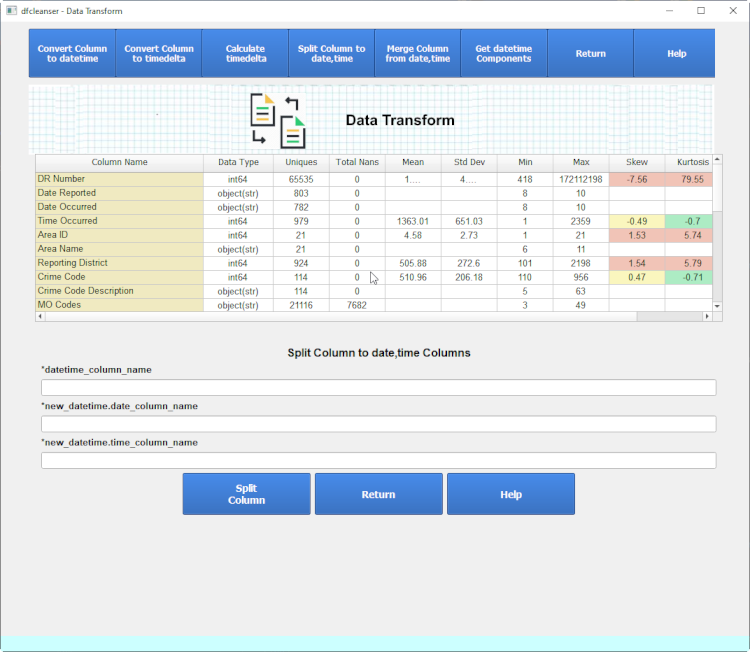 dfcleanser - Data Transform
Convert Column to datetime
Convert Column to timedelta
Calculate timedelta
Split Column to date,time
Merge Column from date,time
Get datetime Components
Return
Help
Data Transform
Column Name Data Type Uniques Total Nans Mean Std Dev Min Max Skew Kurtosis
DR Number int64 65535 0 1.... 4.... 418 172112198 -7.56 79.55
Date Reported object(str) 803 0 8 10
Date Occurred object(str) 782 0 8 10
Time Occurred int64 979 0 1363.01 651.03 1 2359 -0.49 -0.7
Area ID int64 21 0 4.58 2.73 1 21 1.53 5.74
Area Name object(str) 21 0 6 11
Reporting District int64 924 0 505.88 272.6 101 2198 1.54 5.79
Crime Code int64 114 0 510.96 206.18 110 956 0.47 -0.71
Crime Code Description object(str) 114 0 5 63
MO Codes object(str) 21116 7682 3 49
Split Column to date,time Columns
*datetime_column_name
*new_datetime.date_column_name
*new_datetime.time_column_name
Split Column
Return
Help